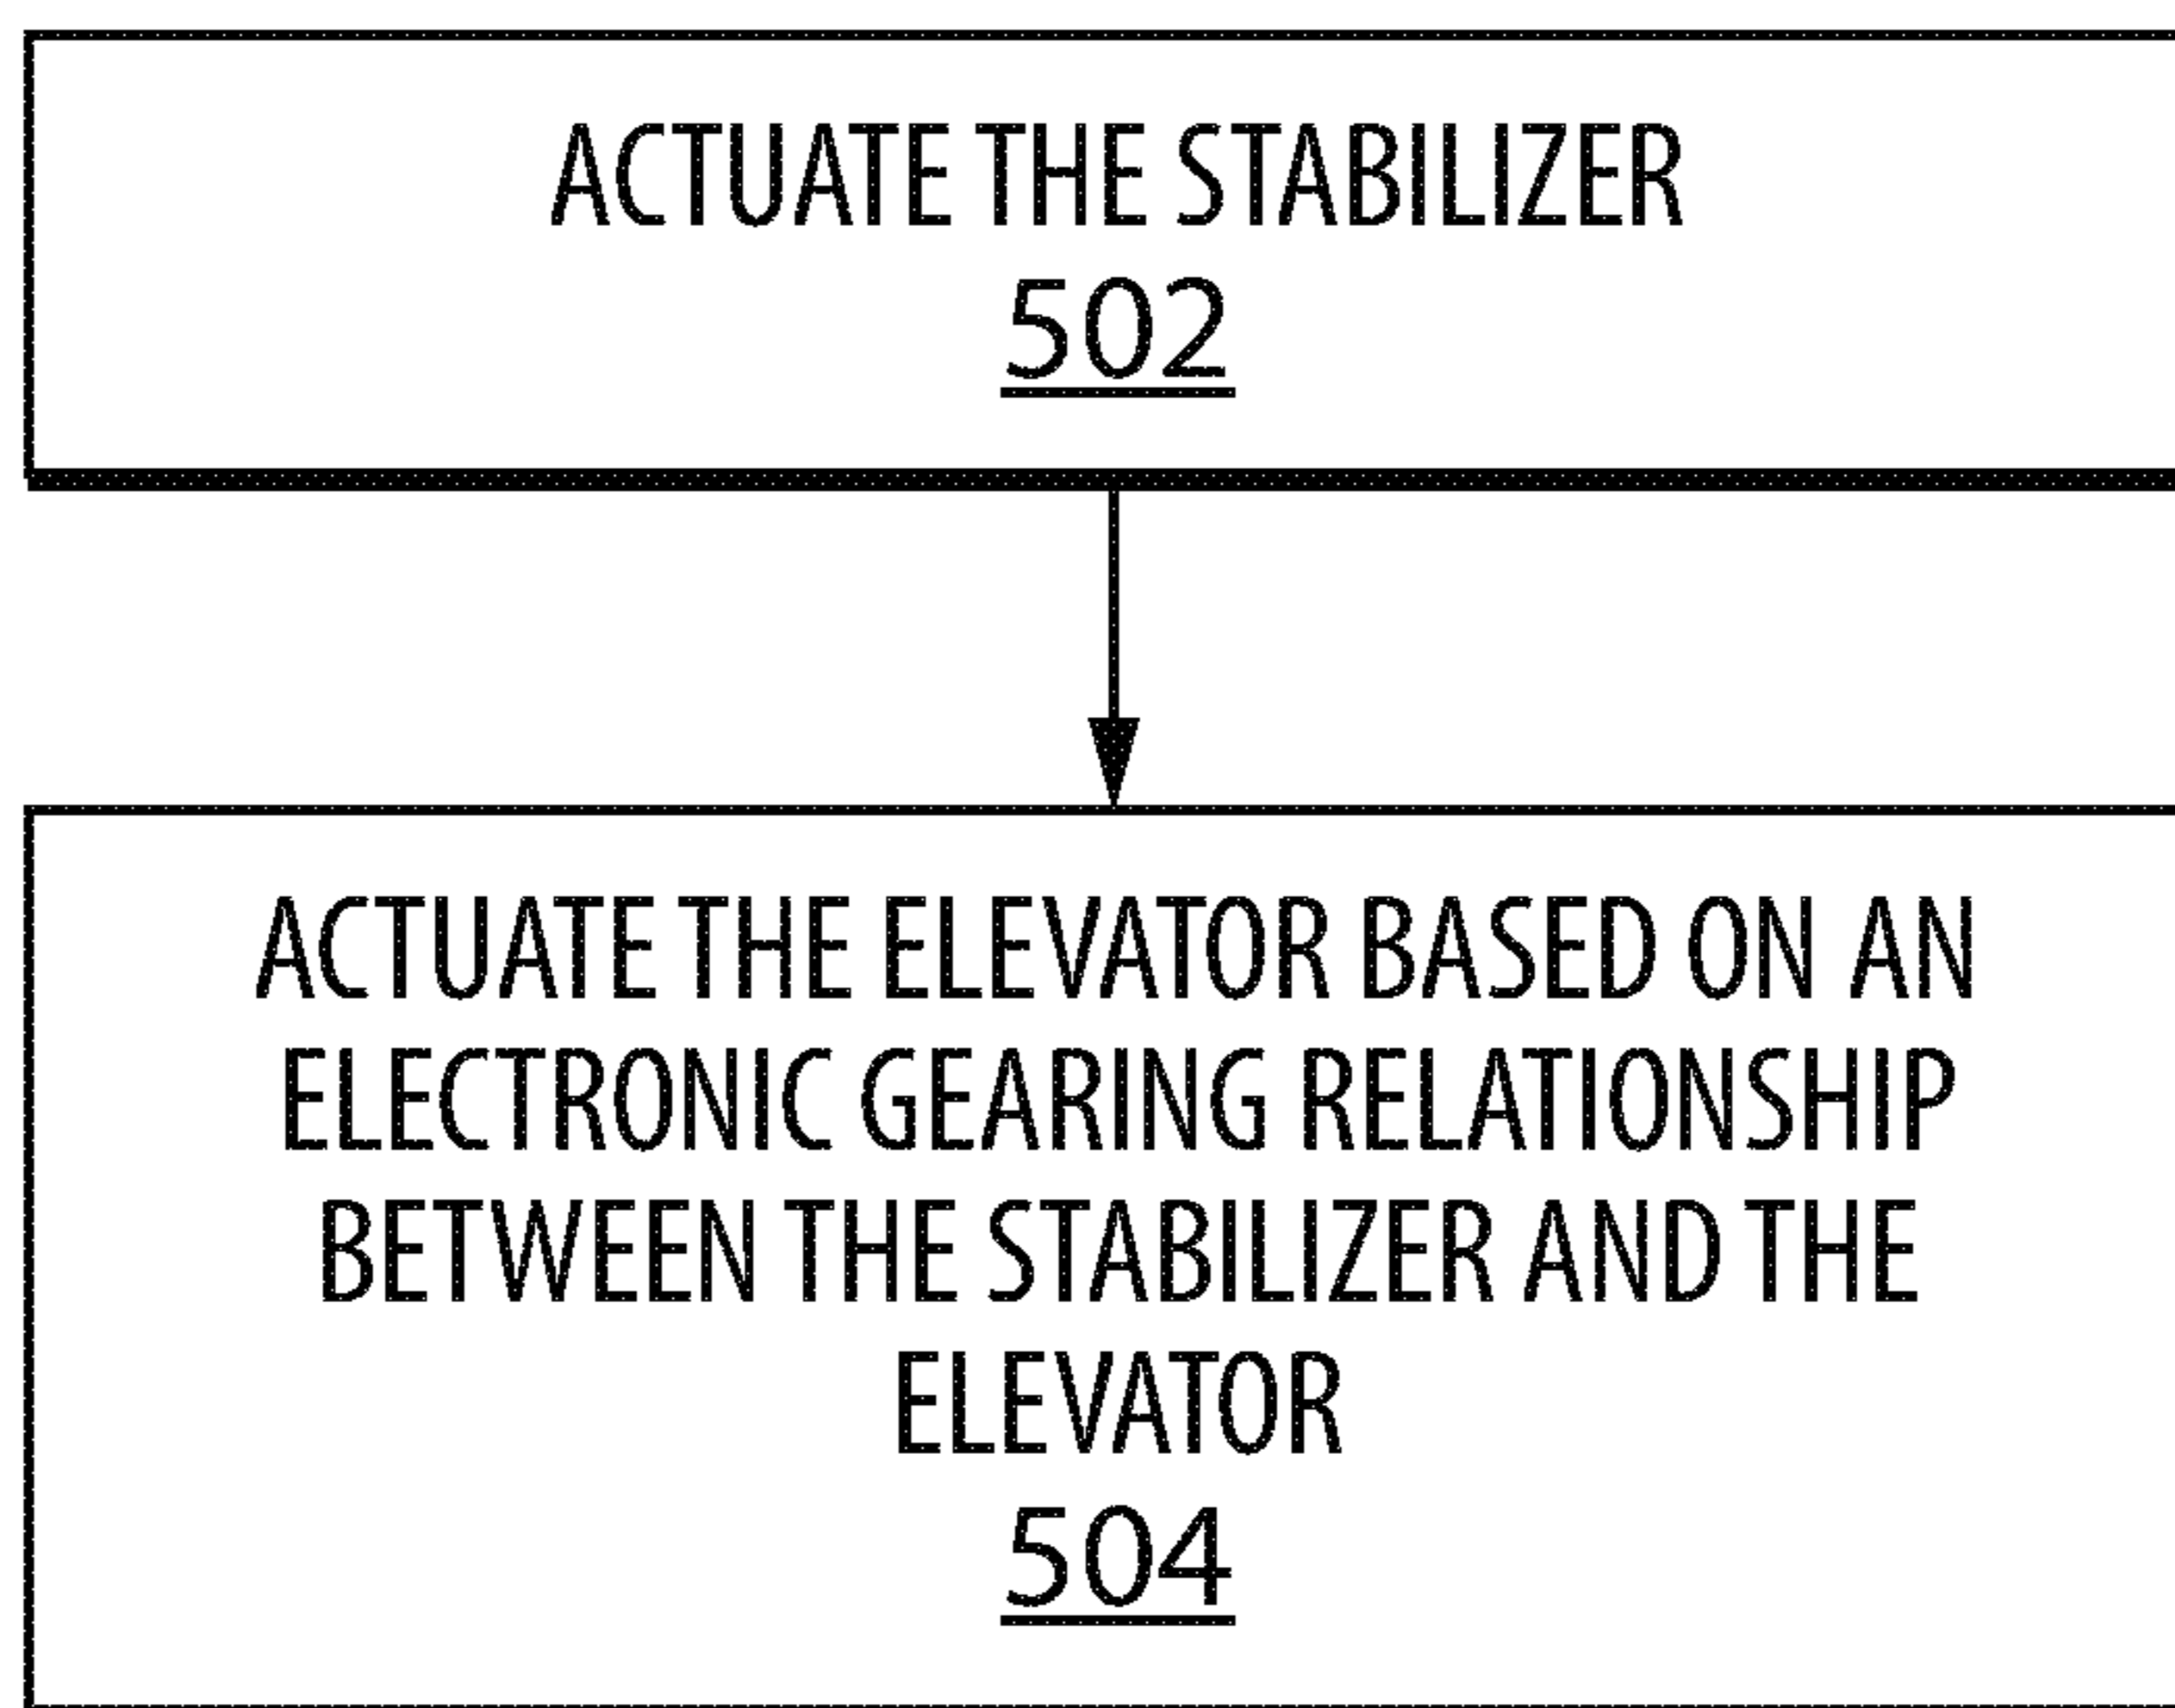 ACTUATE THE STABILIZER
502
ACTUATE THE ELEVATOR BASED ON AN
ELECTRONIC GEARING RELATIONSHIP
BETWEEN THE STABILIZER AND THE
ELEVATOR
504